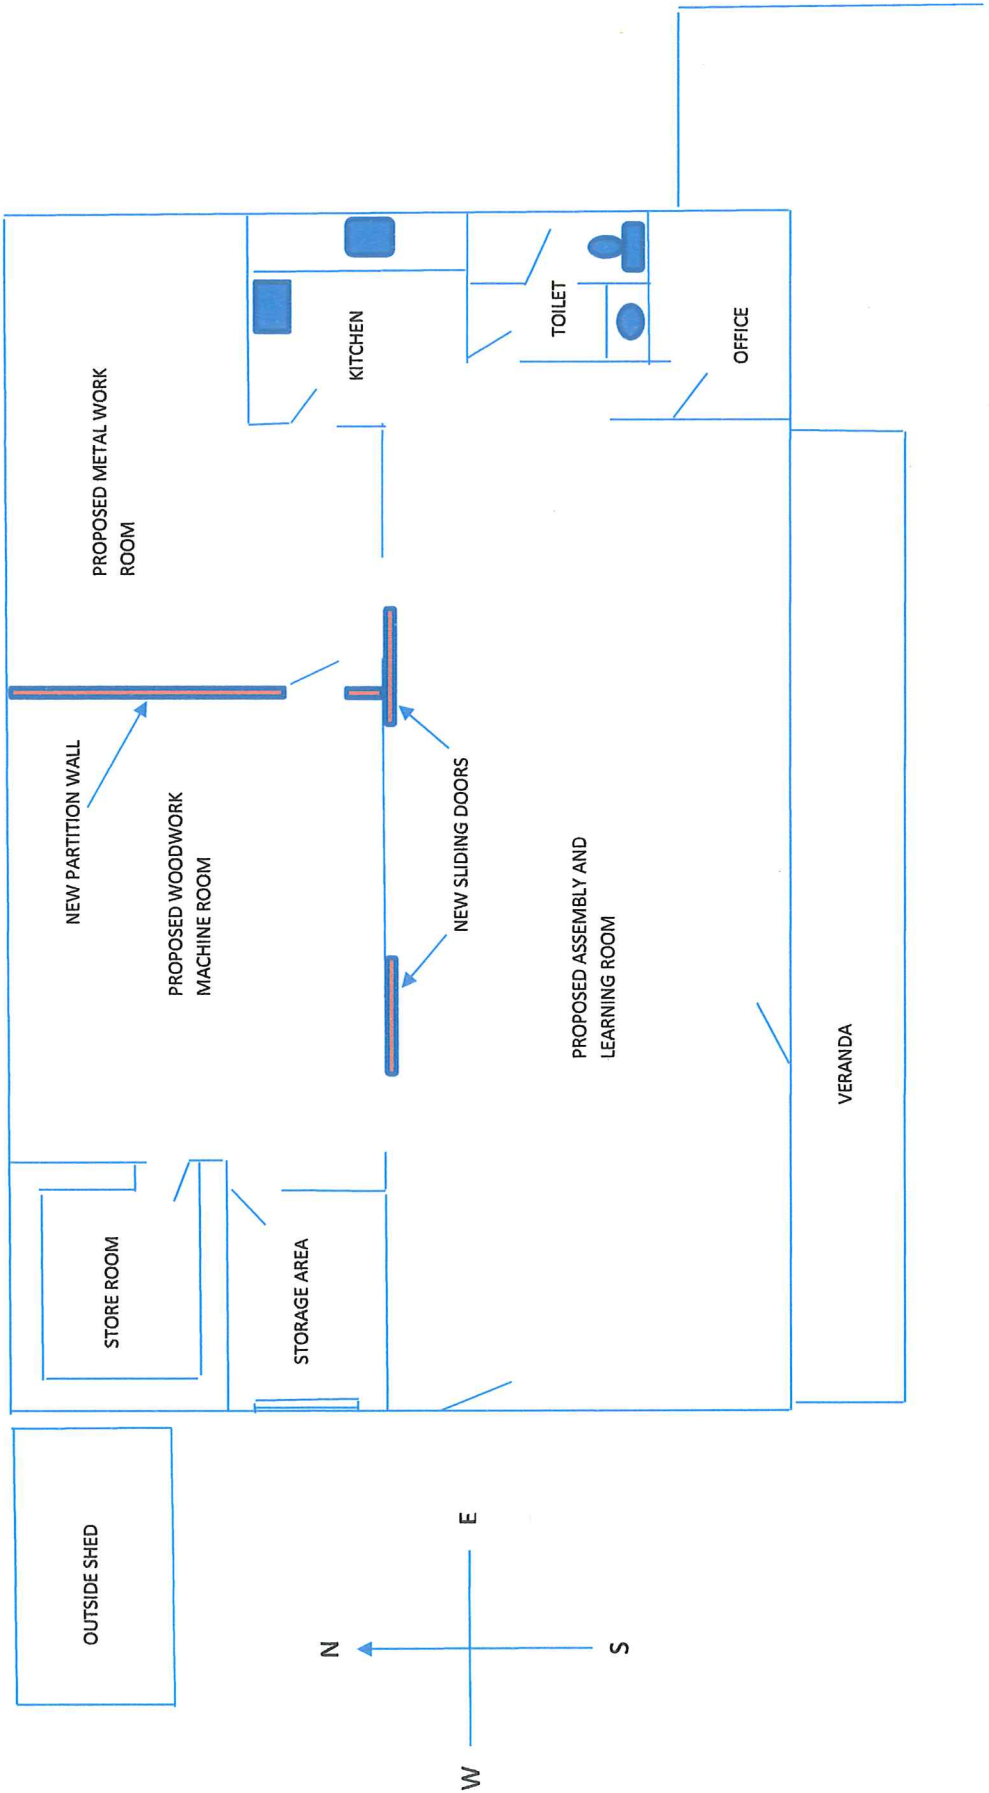 OUTSIDE SHED
STORE ROOM
STORAGE AREA
NEW PARTITION WALL
PROPOSED WOODWORK
MACHINE ROOM
PROPOSED METAL WORK
ROOM
KITCHEN
NEW SLIDING DOORS
TOILET
PROPOSED ASSEMBLY AND
LEARNING ROOM
OFFICE
VERANDA
N
W
E
S